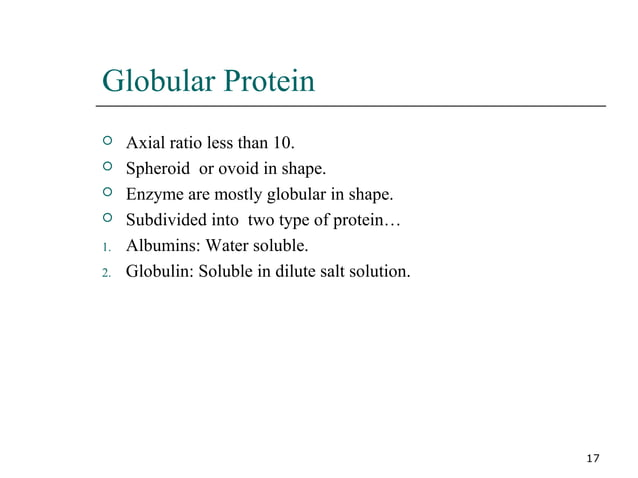 Globular Protein
Axial ratio less than 10.
Spheroid  or ovoid in shape.
Enzyme are mostly globular in shape.
Subdivided into  two type of protein…
1. Albumins: Water soluble.
2. Globulin: Soluble in dilute salt solution.
17